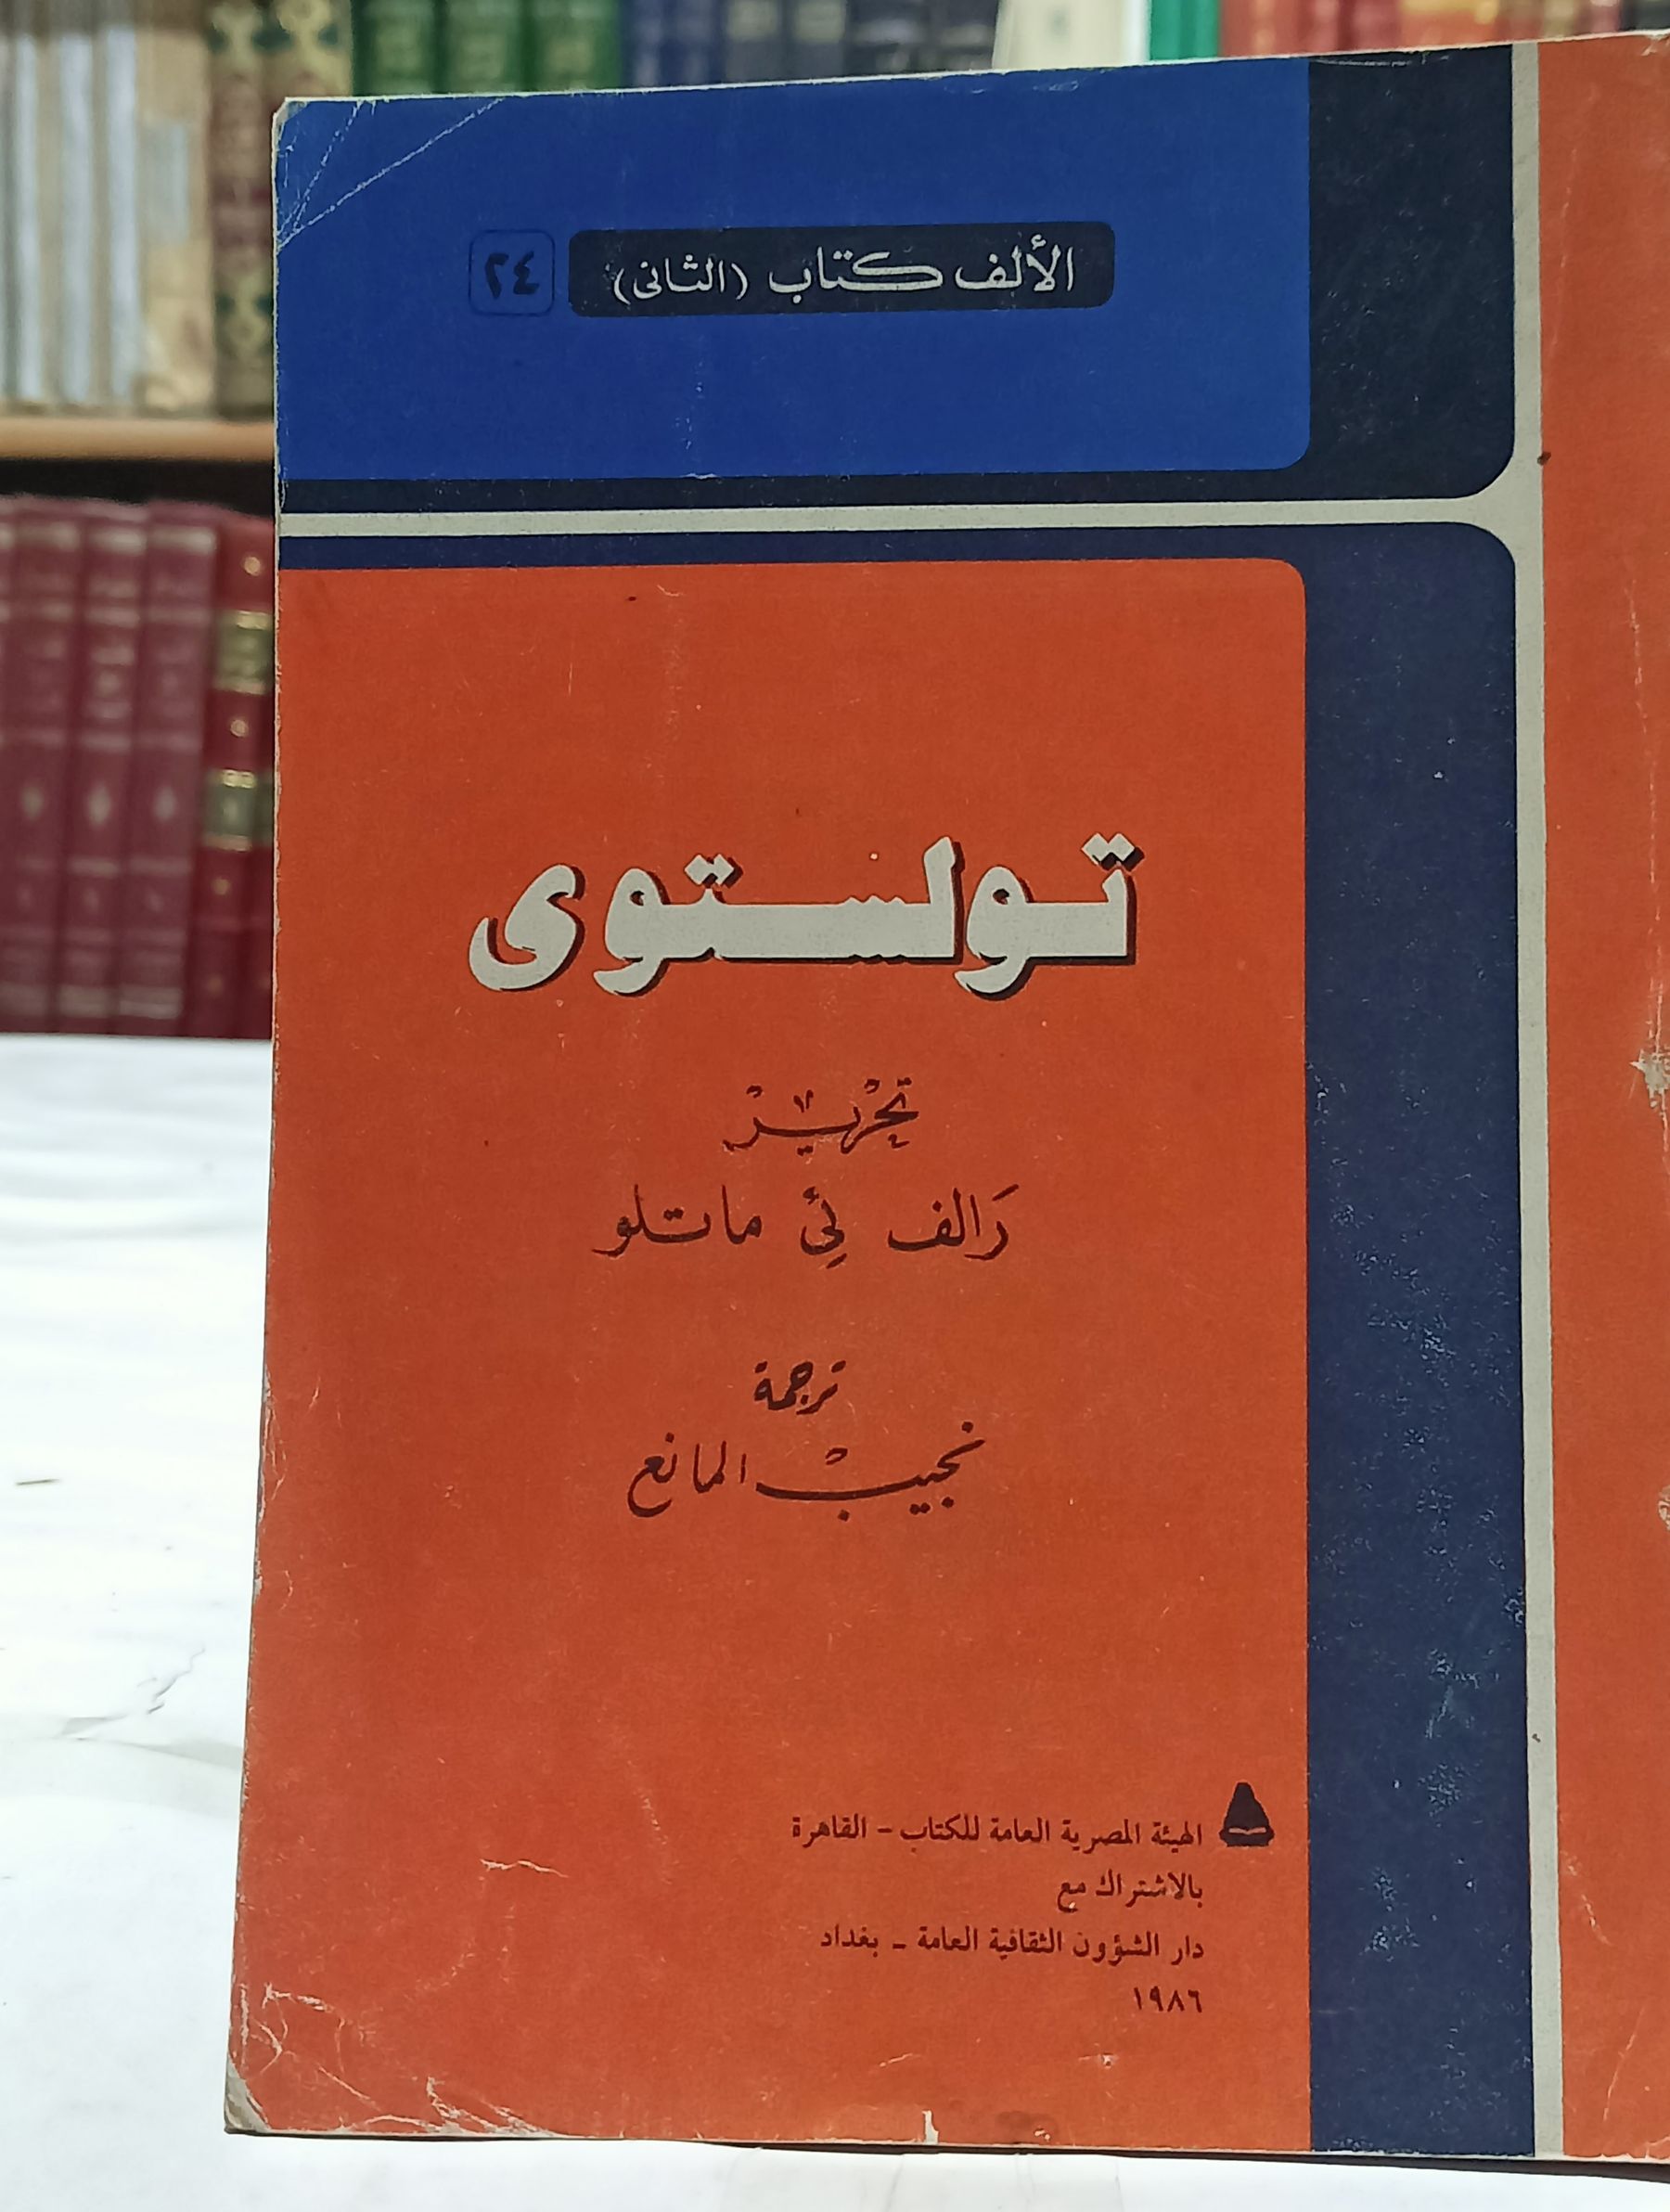 الألف كتاب (الثانى) ٢٤
تولستوى
تحرير
رالف لى ماتلو
ترجمة
نجيب المانع
الهيئة المصرية العامة للكتاب - القاهرة
بالاشتراك مع
دار الشؤون الثقافية العامة - بغداد
١٩٨٦